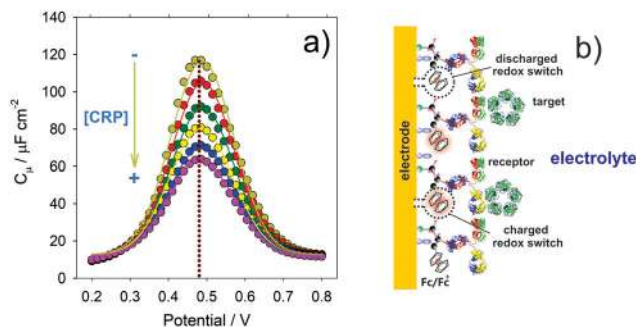 a)
140
120
100
80
60
40
20
0
0.2 0.3 0.4 0.5 0.6 0.7 0.8
Cμ / μF cm⁻²
Potential / V
-
[CRP]
+
b)
discharged
redox switch
target
electrode
receptor
electrolyte
charged
redox switch
Fc/Fc⁺